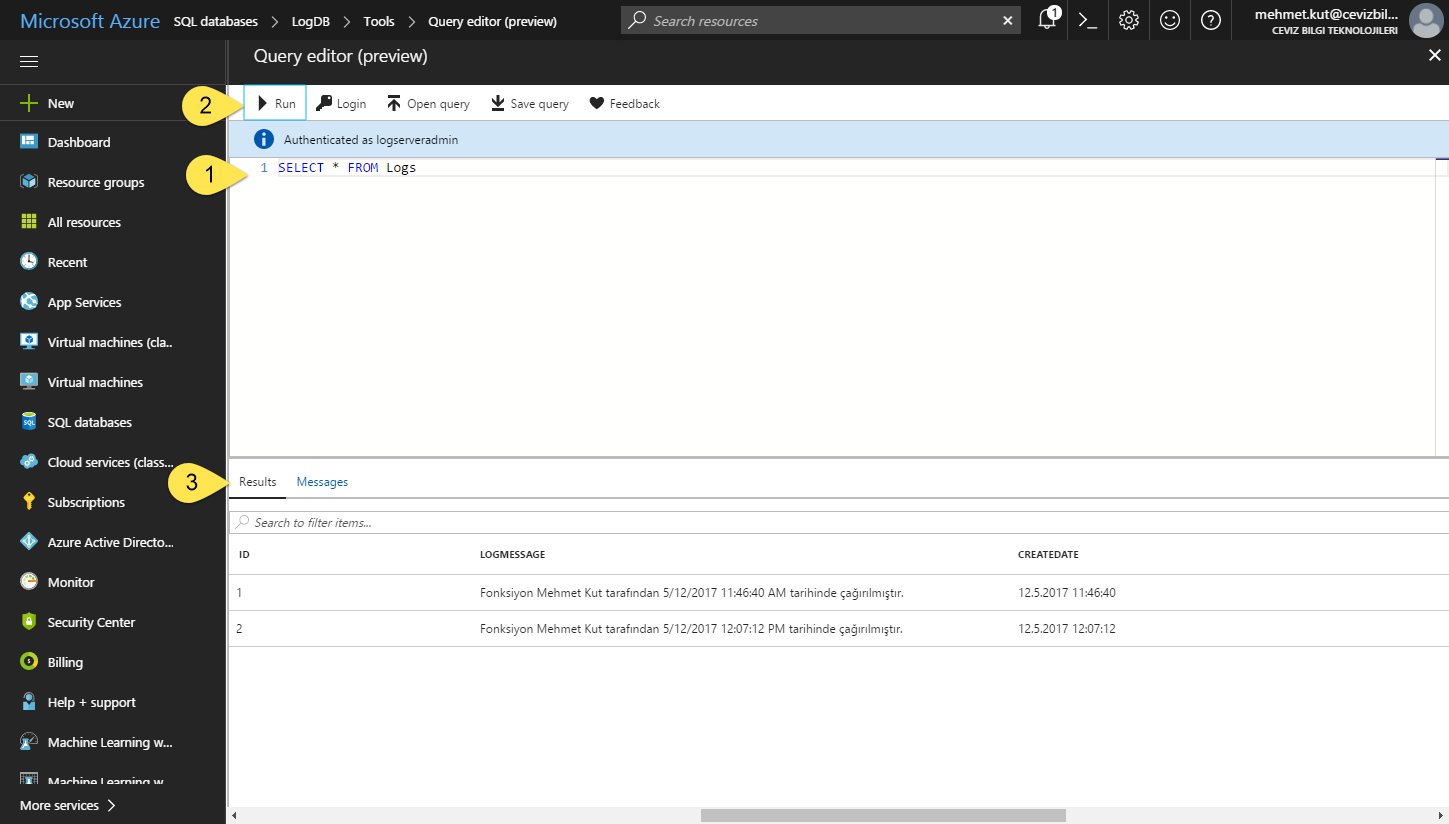 Microsoft Azure SQL databases LogDB Tools Query editor (preview) Search resources 1 mehmet.kut@cevizbil...
CEVIZ BILGI TEKNOLOJILERI
Query editor (preview)
New
Dashboard
Resource groups
All resources
Recent
App Services
Virtual machines (cla..
Virtual machines
SQL databases
Cloud services (class...
Subscriptions
Azure Active Directo...
Monitor
Security Center
Billing
Help + support
Machine Learning w...
Machine Learning w
More services
2 Run Login Open query Save query Feedback
Authenticated as logserveradmin
1 1 SELECT * FROM Logs
3 Results Messages
Search to filter items...
ID LOGMESSAGE CREATEDATE
1 Fonksiyon Mehmet Kut tarafından 5/12/2017 11:46:40 AM tarihinde çağırılmıştır. 12.5.2017 11:46:40
2 Fonksiyon Mehmet Kut tarafından 5/12/2017 12:07:12 PM tarihinde çağırılmıştır. 12.5.2017 12:07:12